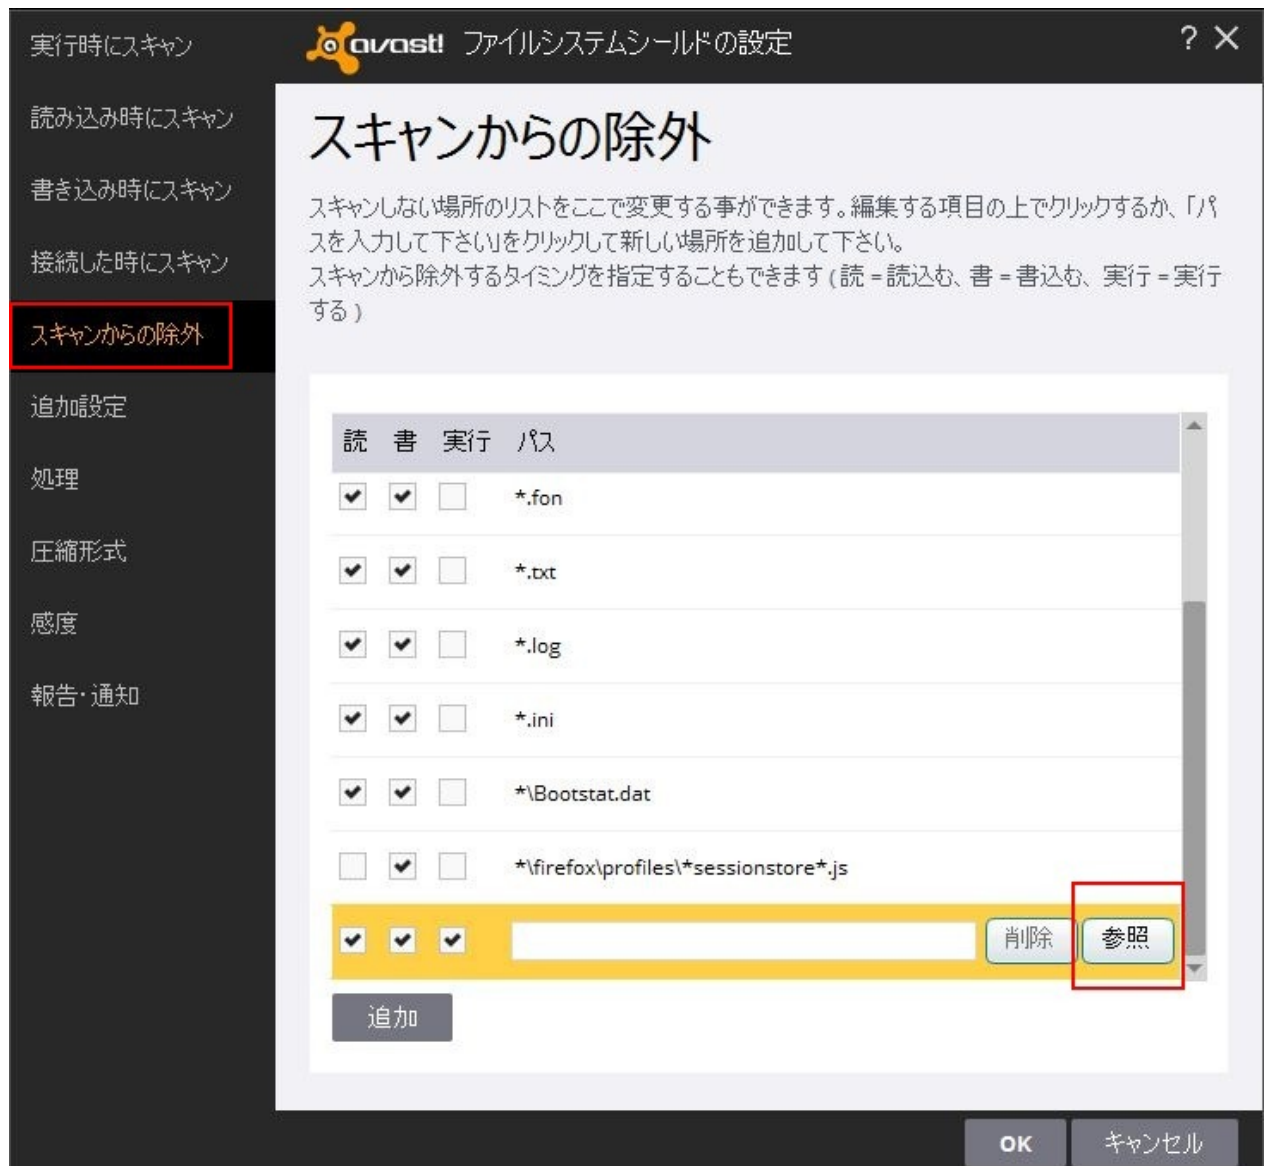 実行時にスキャン
読み込み時にスキャン
書き込み時にスキャン
接続した時にスキャン
スキャンからの除外
追加設定
処理
圧縮形式
感度
報告・通知
avast! ファイルシステムシールドの設定 ? ×
スキャンからの除外
スキャンしない場所のリストをここで変更する事ができます。編集する項目の上でクリックするか、「パ
スを入力して下さい」をクリックして新しい場所を追加して下さい。
スキャンから除外するタイミングを指定することもできます ( 読 = 読込む、書 = 書込む、実行 = 実行
する )
読 書 実行 パス
*.fon
*.txt
*.log
*.ini
*\Bootstat.dat
*\firefox\profiles\*sessionstore*.js
削除 参照
追加
OK キャンセル